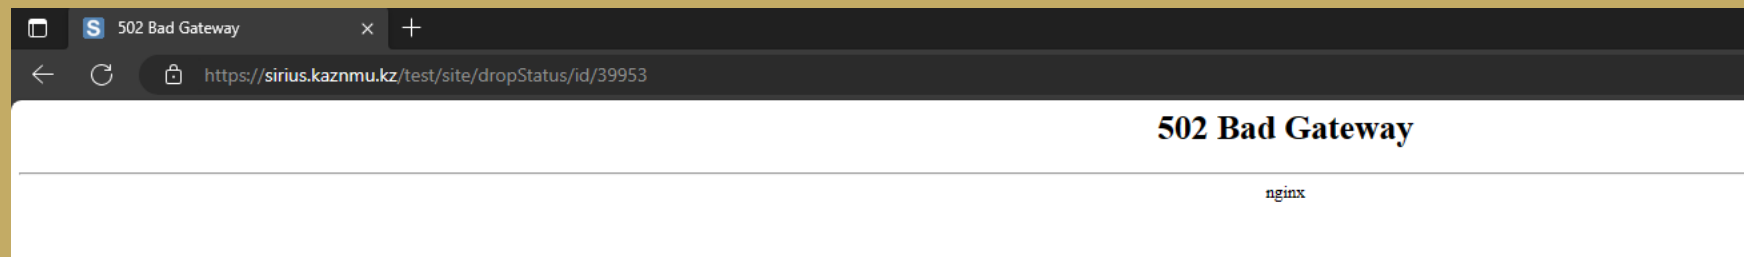 S 502 Bad Gateway
https://sirius.kaznmu.kz/test/site/dropStatus/id/39953
502 Bad Gateway
nginx